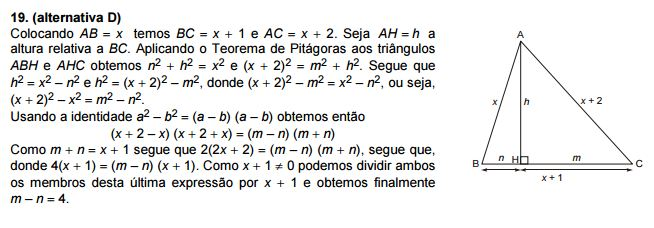 19. (alternativa D)
Colocando AB = x temos BC = x + 1 e AC = x + 2. Seja AH = h a
altura relativa a BC. Aplicando o Teorema de Pitágoras aos triângulos
ABH e AHC obtemos n² + h² = x² e (x + 2)² = m² + h². Segue que
h² = x² – n² e h² = (x + 2)² – m², donde (x + 2)² – m² = x² – n², ou seja,
(x + 2)² – x² = m² – n².
Usando a identidade a² – b² = (a – b) (a – b) obtemos então
(x + 2 – x) (x + 2 + x) = (m – n) (m + n)
Como m + n = x + 1 segue que 2(2x + 2) = (m – n) (m + n), segue que,
donde 4(x + 1) = (m – n) (x + 1). Como x + 1 ≠ 0 podemos dividir ambos
os membros desta última expressão por x + 1 e obtemos finalmente
m – n = 4.
A
x
h
x + 2
B
n
H
m
C
x + 1